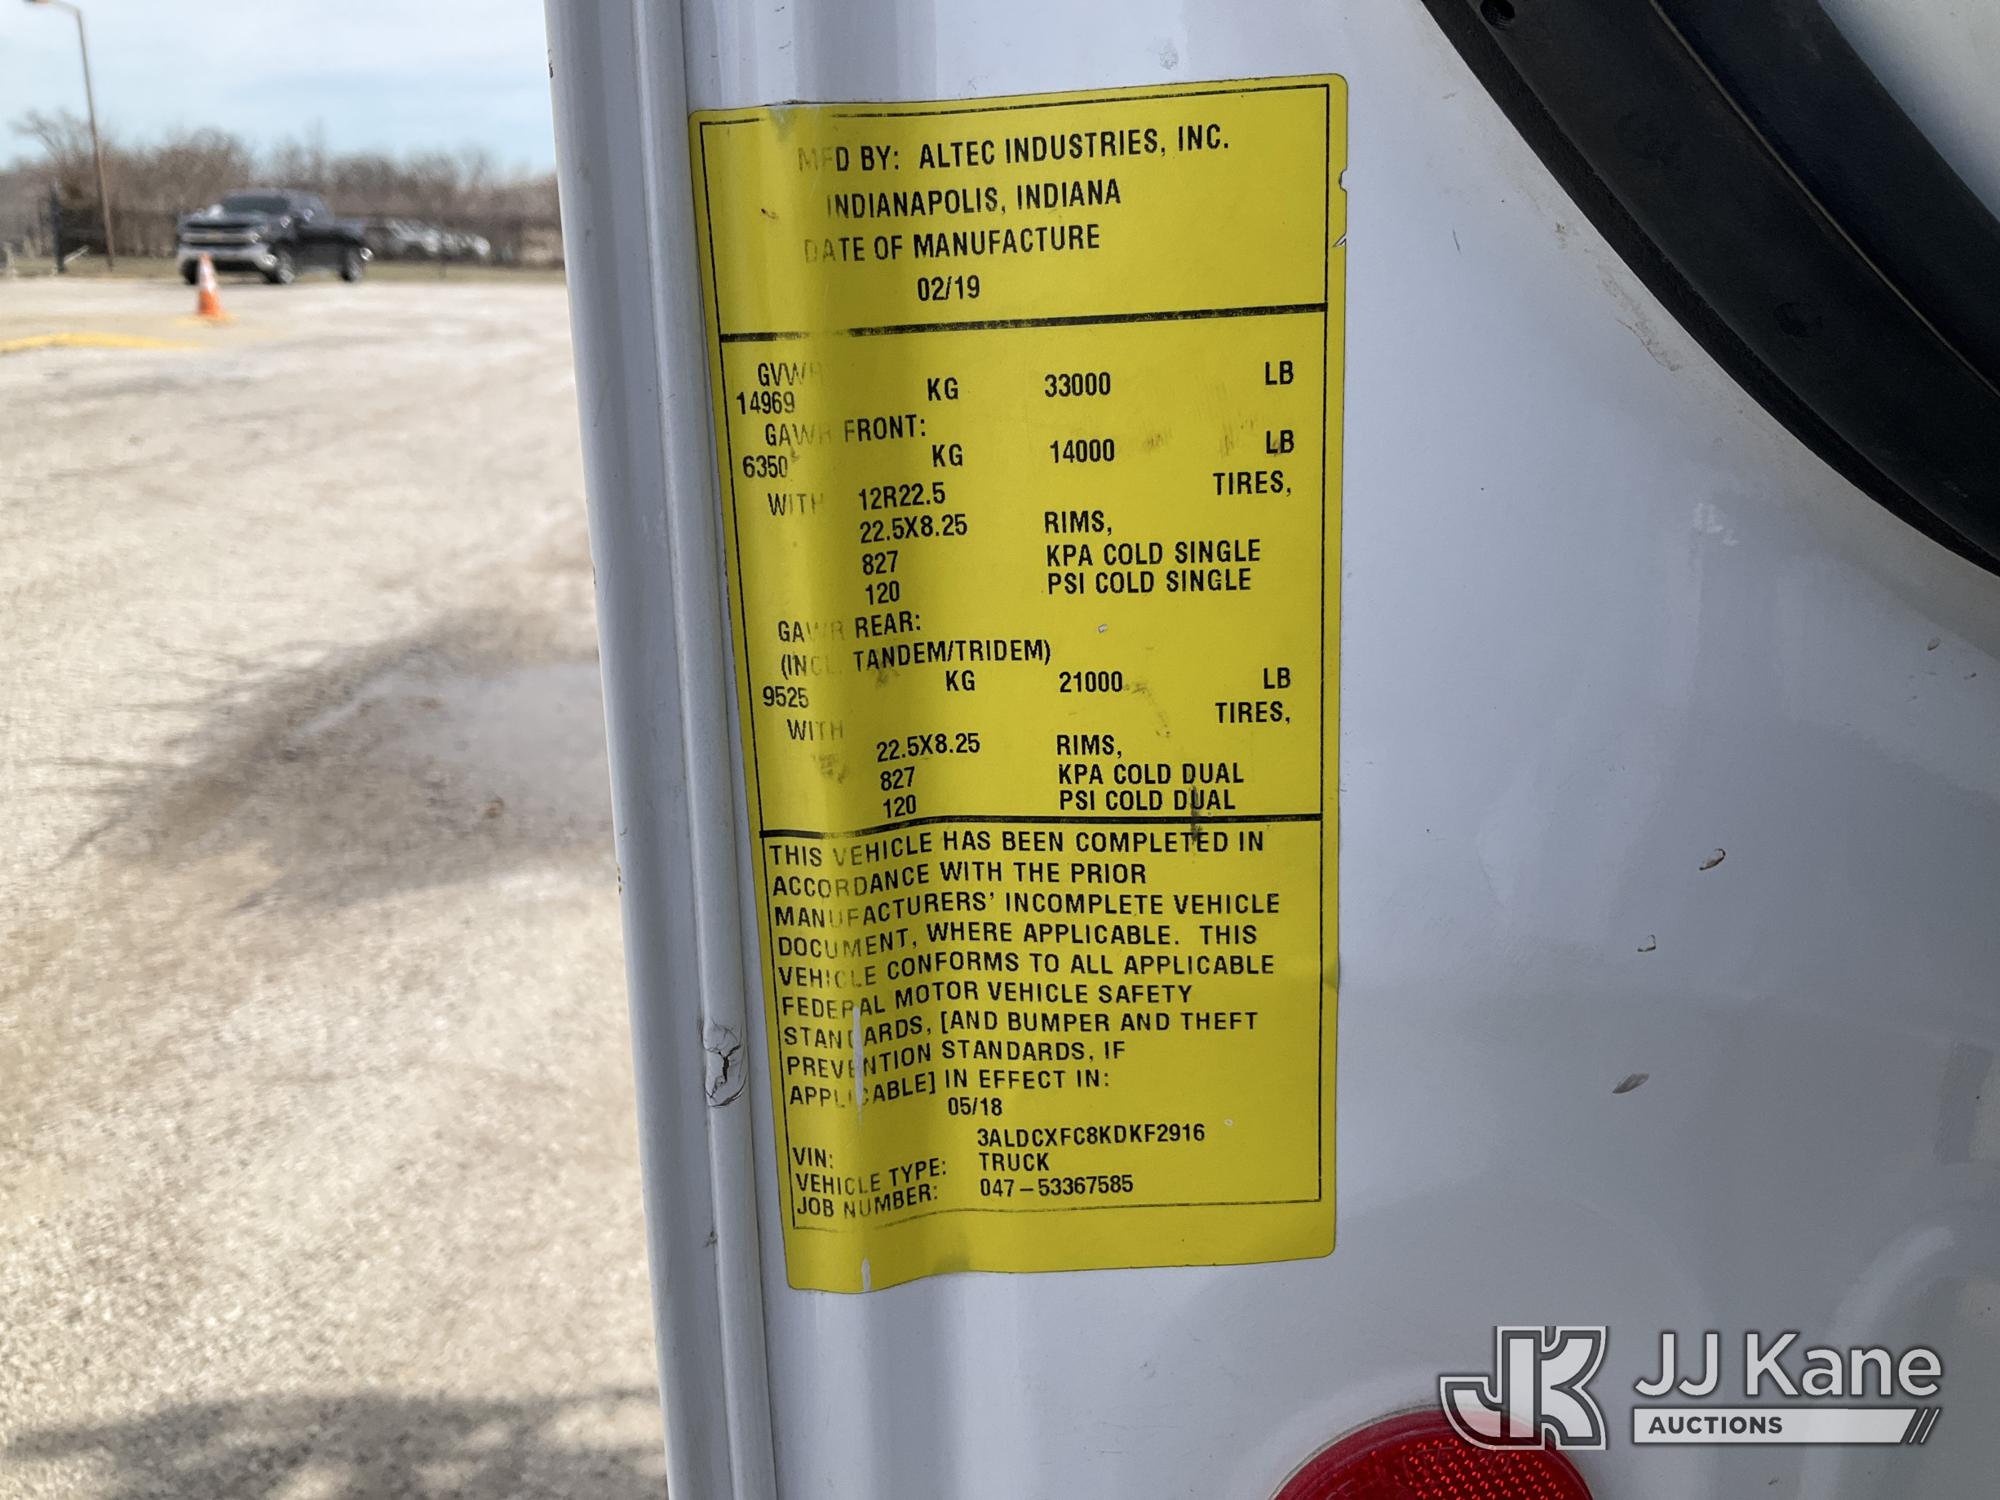 MFD BY: ALTEC INDUSTRIES, INC.
INDIANAPOLIS, INDIANA
DATE OF MANUFACTURE
02/19
GVWR
14969 KG 33000 LB
GAWR FRONT:
6350 KG 14000 LB
WITH 12R22.5 TIRES,
22.5X8.25 RIMS,
827 KPA COLD SINGLE
120 PSI COLD SINGLE
GAWR REAR:
(INCL. TANDEM/TRIDEM)
9525 KG 21000 LB
WITH TIRES,
22.5X8.25 RIMS,
827 KPA COLD DUAL
120 PSI COLD DUAL
THIS VEHICLE HAS BEEN COMPLETED IN
ACCORDANCE WITH THE PRIOR
MANUFACTURERS' INCOMPLETE VEHICLE
DOCUMENT, WHERE APPLICABLE. THIS
VEHICLE CONFORMS TO ALL APPLICABLE
FEDERAL MOTOR VEHICLE SAFETY
STANDARDS, [AND BUMPER AND THEFT
PREVENTION STANDARDS, IF
APPLICABLE] IN EFFECT IN:
05/18
VIN: 3ALDCXFC8KDKF2916
VEHICLE TYPE: TRUCK
JOB NUMBER: 047-53367585
JK JJ Kane
AUCTIONS